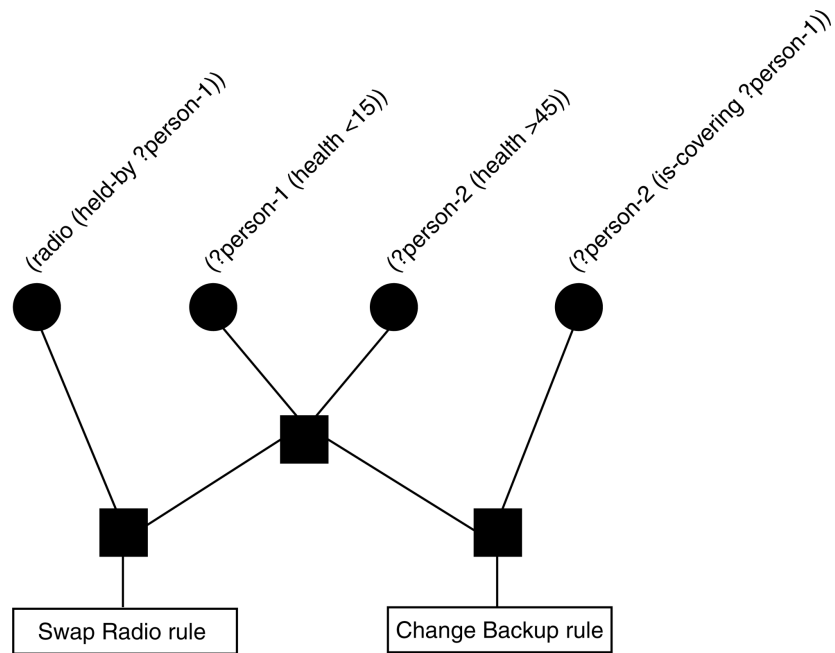 (radio (held-by ?person-1))
(?person-1 (health <15))
(?person-2 (health >45))
(?person-2 (is-covering ?person-1))
Swap Radio rule
Change Backup rule